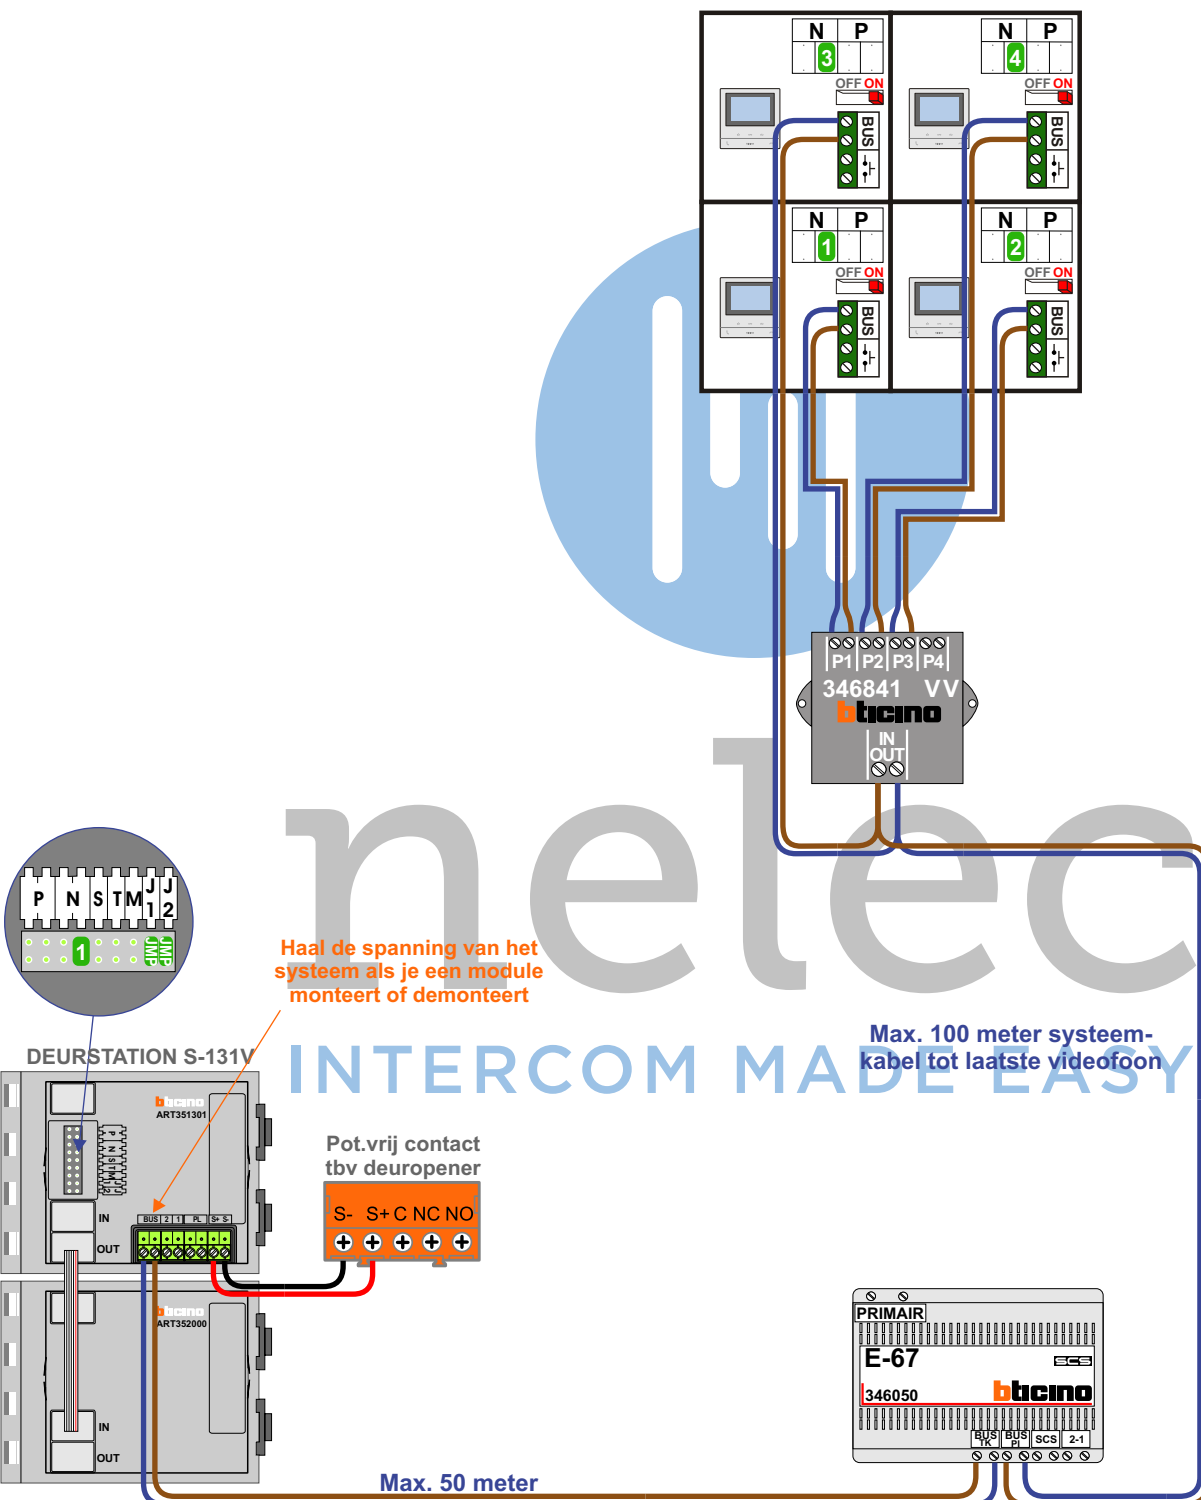 N P
3
OFF ON
BUS
N P
4
OFF ON
BUS
N P
1
OFF ON
BUS
N P
2
OFF ON
BUS
P1 P2 P3 P4
346841 VV
bticino
IN
OUT
nelec
INTERCOM MADE EASY
P N S T M J1 J2
1 JMP JMP
Haal de spanning van het
systeem als je een module
monteert of demonteert
Max. 100 meter systeem-
kabel tot laatste videofoon
DEURSTATION S-131V
bticino
ART351301
P N S T M J1 J2
IN
OUT
BUS 2 1 PL S+ S-
Pot.vrij contact
tbv deuropener
S- S+ C NC NO
bticino
ART352000
IN
OUT
PRIMAIR
E-67
SCS
346050
bticino
BUS TK BUS PI SCS 2-1
Max. 50 meter